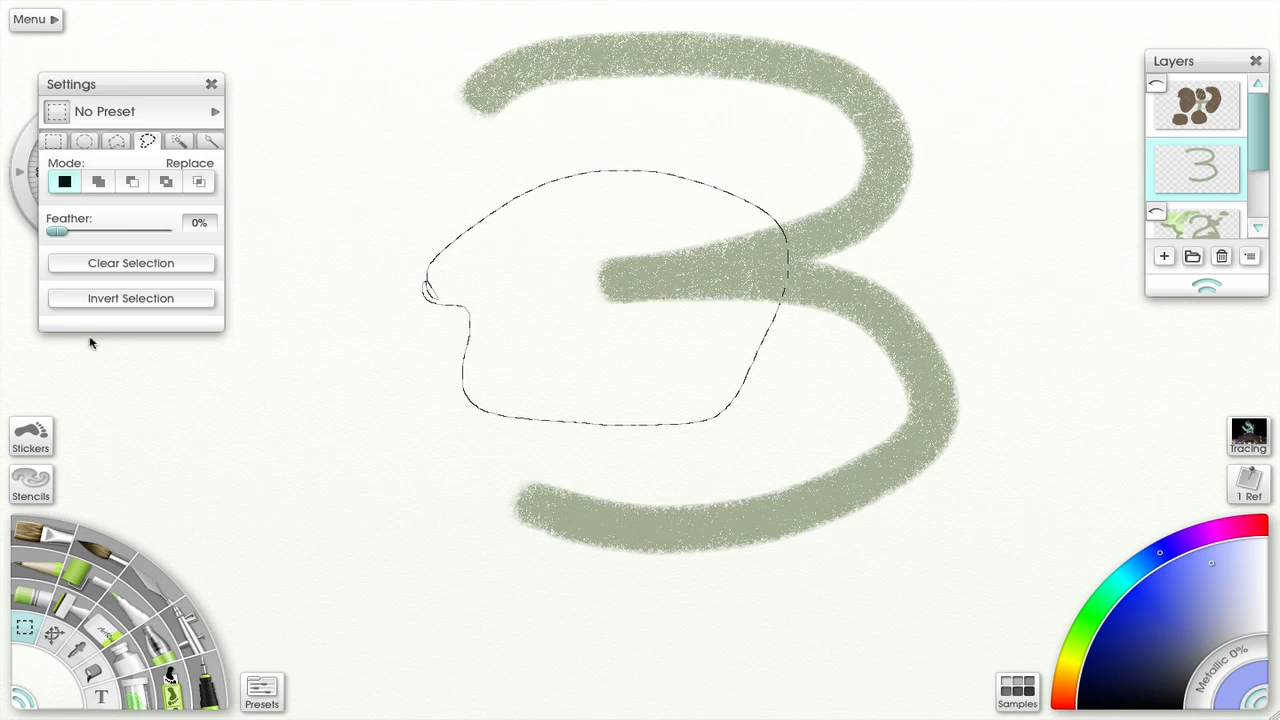 Menu
Settings
No Preset
Mode: Replace
Feather: 0%
Clear Selection
Invert Selection
3
Layers
3
Stickers
Stencils
Tracing
1 Ref
T
Presets
Samples
Metallic 0%